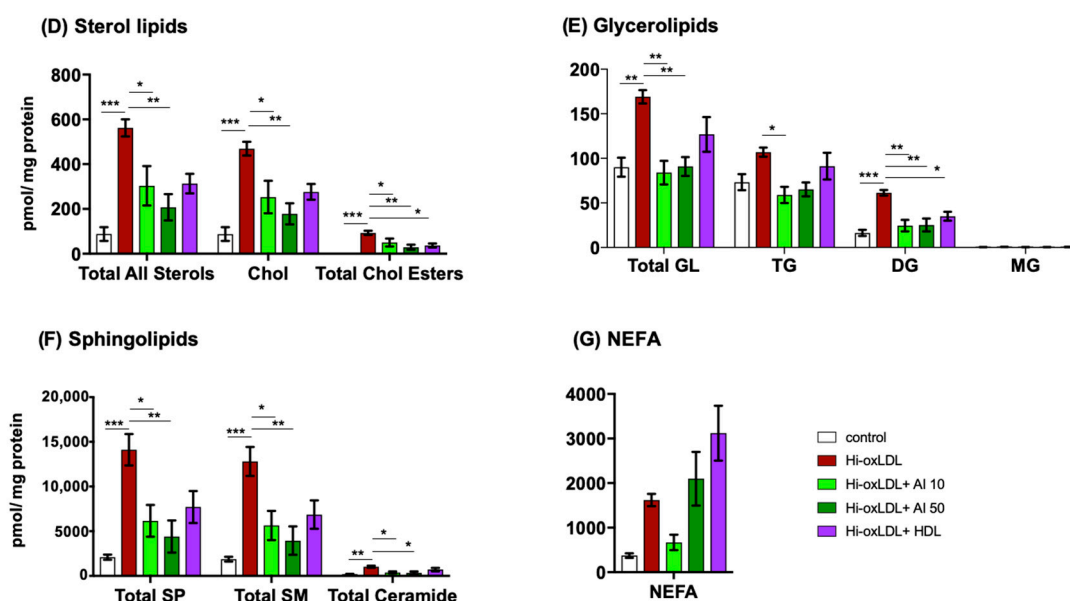 (D) Sterol lipids
pmol/ mg protein
800
600
400
200
0
*** * **
*** * **
*** * ** *
Total All Sterols Chol Total Chol Esters
(E) Glycerolipids
200
150
100
50
0
** ** **
*
*** ** ** *
Total GL TG DG MG
(F) Sphingolipids
pmol/ mg protein
20,000
15,000
10,000
5000
0
*** * **
*** * **
** * *
Total SP Total SM Total Ceramide
(G) NEFA
4000
3000
2000
1000
0
NEFA
control
Hi-oxLDL
Hi-oxLDL+ AI 10
Hi-oxLDL+ AI 50
Hi-oxLDL+ HDL